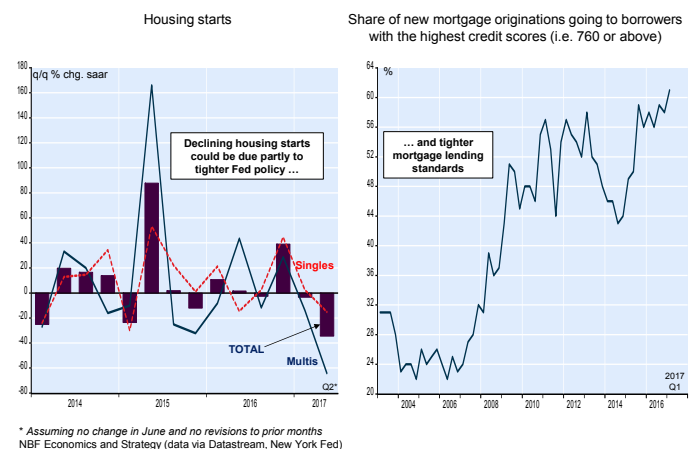 Housing starts
q/q % chg. saar
180
160
140
120
100
80
60
40
20
0
-20
-40
-60
-80
Declining housing starts
could be due partly to
tighter Fed policy …
Singles
TOTAL
Multis
Q2*
2014
2015
2016
2017
Share of new mortgage originations going to borrowers
with the highest credit scores (i.e. 760 or above)
%
64
60
56
52
48
44
40
36
32
28
24
20
… and tighter
mortgage lending
standards
2017
Q1
2004
2006
2008
2010
2012
2014
2016
* Assuming no change in June and no revisions to prior months
NBF Economics and Strategy (data via Datastream, New York Fed)